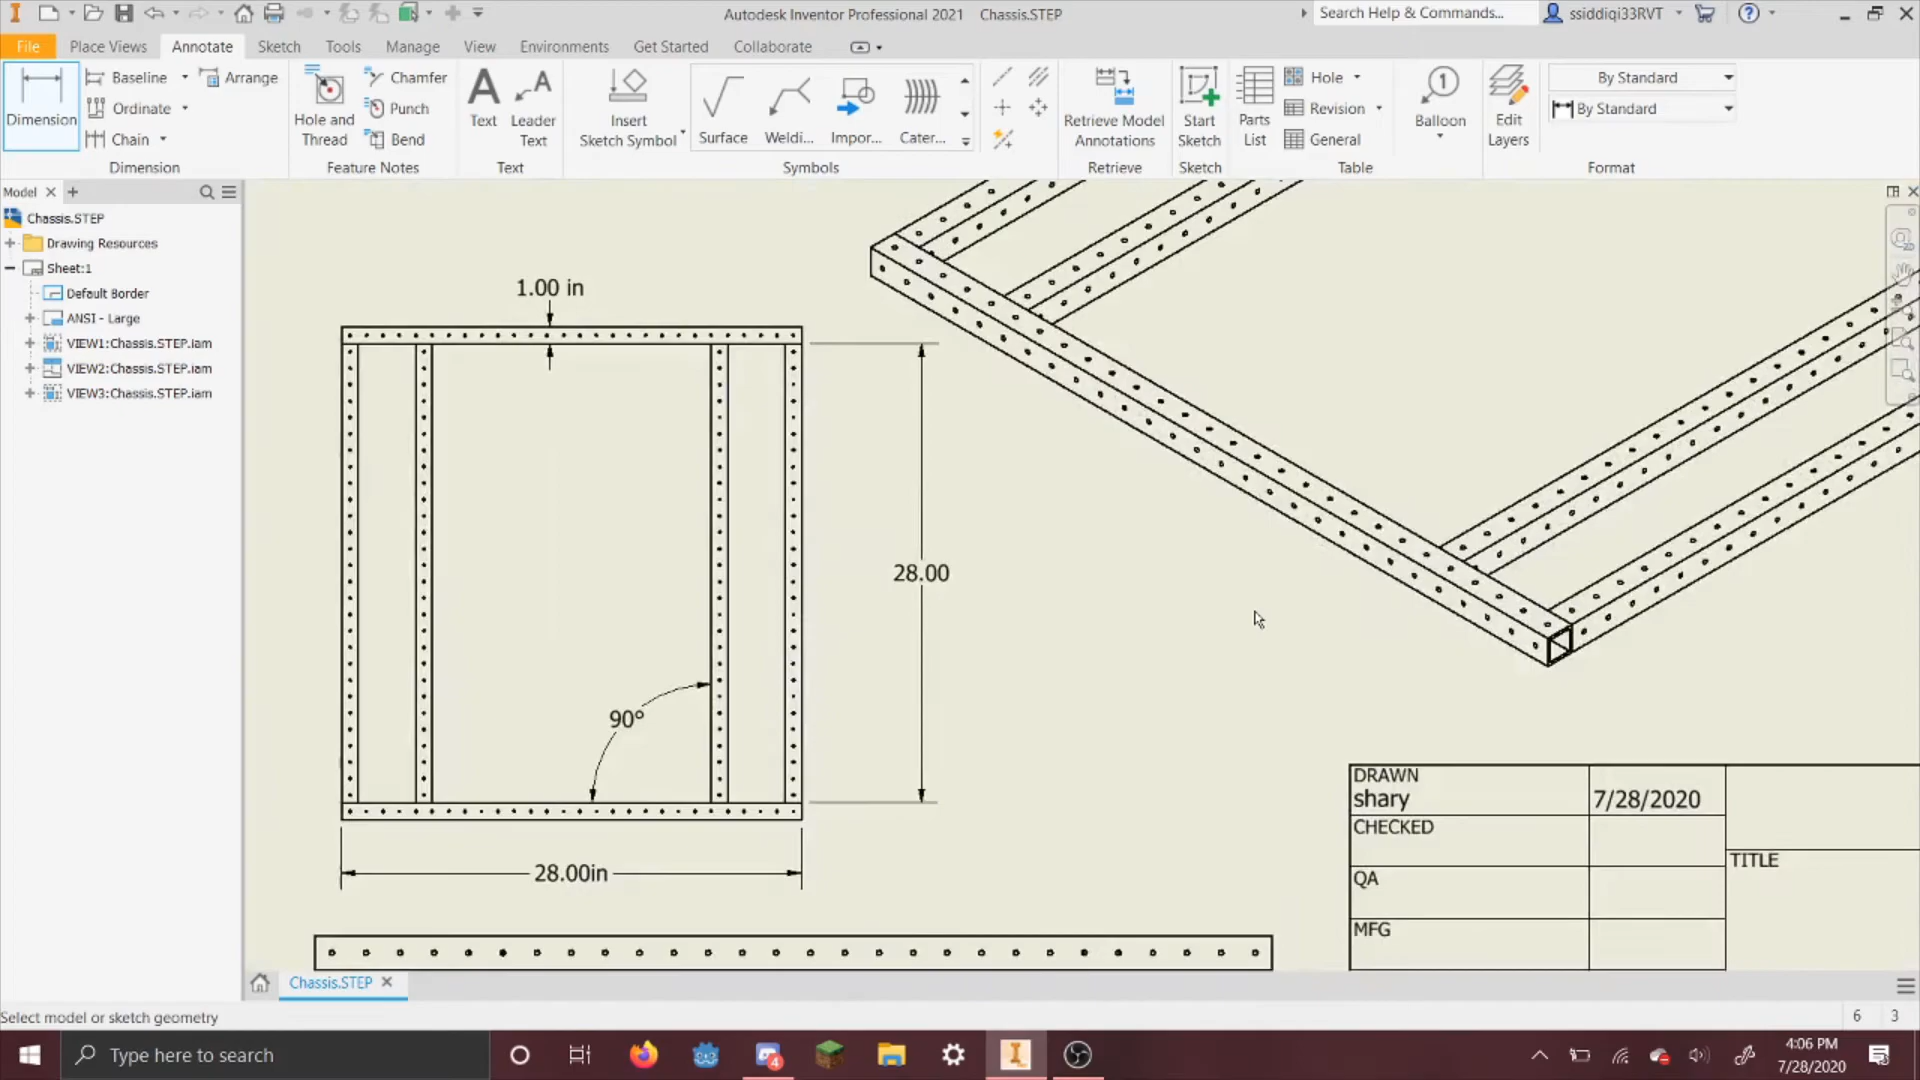 Autodesk Inventor Professional 2021 Chassis.STEP
Search Help & Commands...
ssiddiqi33RVT
File Place Views Annotate Sketch Tools Manage View Environments Get Started Collaborate
Dimension
Baseline
Arrange
Ordinate
Chain
Dimension
Hole and Thread
Chamfer
Punch
Bend
Feature Notes
A
Text
A
Leader Text
Text
Insert Sketch Symbol
Surface
Weldi...
Impor...
Cater...
Symbols
Retrieve Model Annotations
Retrieve
Start Sketch
Sketch
Parts List
Hole
Revision
General
Table
1
Balloon
Edit Layers
By Standard
By Standard
Format
Model
Chassis.STEP
Drawing Resources
Sheet:1
Default Border
ANSI - Large
VIEW1:Chassis.STEP.iam
VIEW2:Chassis.STEP.iam
VIEW3:Chassis.STEP.iam
1.00 in
28.00
90°
28.00in
DRAWN
shary
7/28/2020
CHECKED
TITLE
QA
MFG
Chassis.STEP
Select model or sketch geometry
6 3
Type here to search
4
4:06 PM
7/28/2020